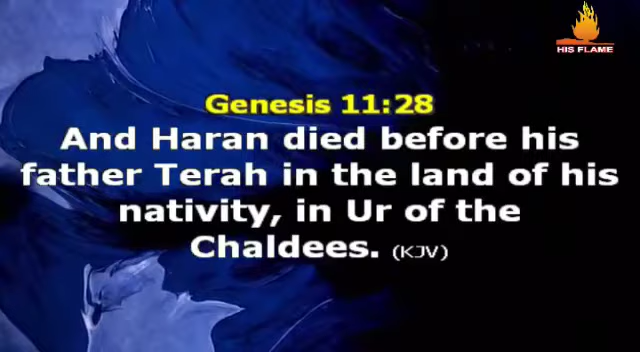 HIS FLAME
Genesis 11:28
And Haran died before his
father Terah in the land of his
nativity, in Ur of the
Chaldees. (KJV)